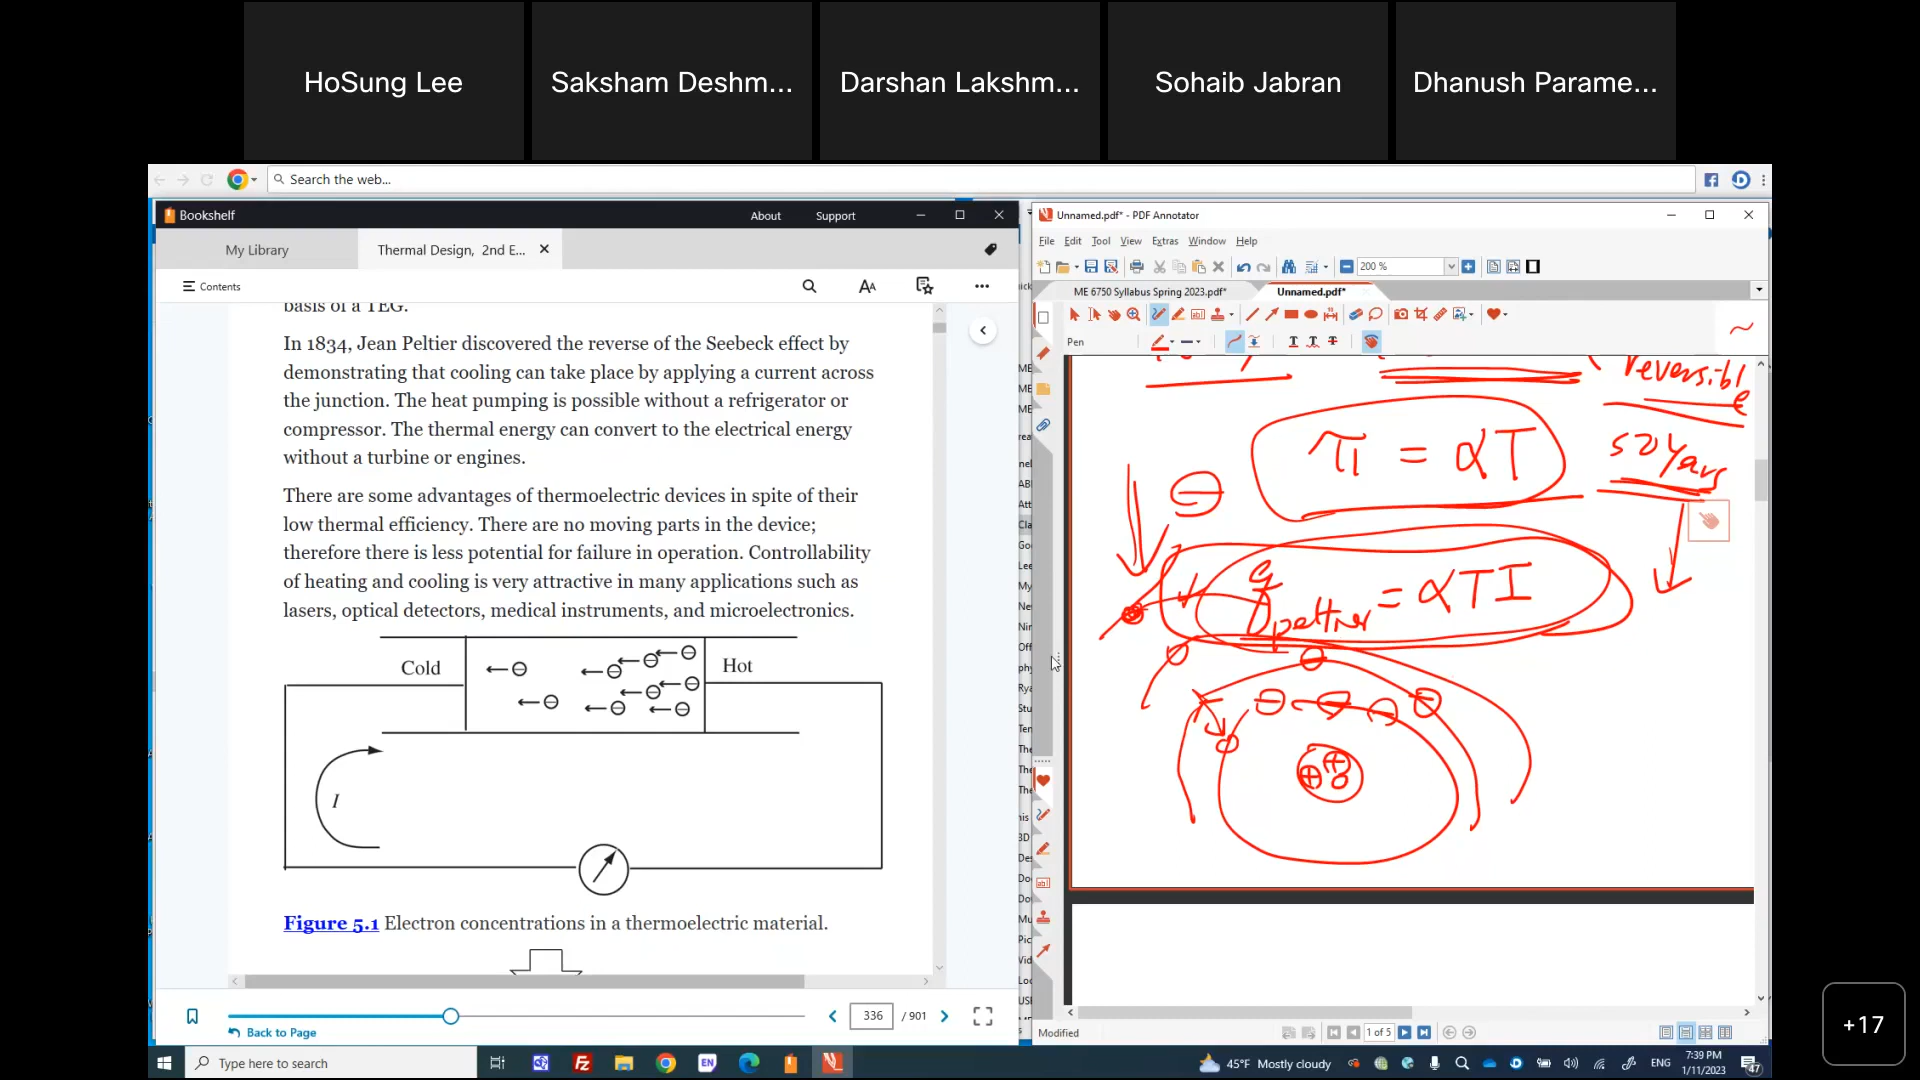 HoSung Lee
Saksham Deshm...
Darshan Lakshm...
Sohaib Jabran
Dhanush Parame...
Search the web...
Bookshelf
About
Support
My Library
Thermal Design, 2nd E...
Contents
basis of a TEG.
In 1834, Jean Peltier discovered the reverse of the Seebeck effect by
demonstrating that cooling can take place by applying a current across
the junction. The heat pumping is possible without a refrigerator or
compressor. The thermal energy can convert to the electrical energy
without a turbine or engines.
There are some advantages of thermoelectric devices in spite of their
low thermal efficiency. There are no moving parts in the device;
therefore there is less potential for failure in operation. Controllability
of heating and cooling is very attractive in many applications such as
lasers, optical detectors, medical instruments, and microelectronics.
Cold
Hot
I
Figure 5.1 Electron concentrations in a thermoelectric material.
336 / 901
Back to Page
Unnamed.pdf* - PDF Annotator
File Edit Tool View Extras Window Help
200 %
ME 6750 Syllabus Spring 2023.pdf*
Unnamed.pdf*
Pen
reversible
π = αT
50 Years
= αTI
Modified
1 of 5
+17
Type here to search
45°F Mostly cloudy
ENG
7:39 PM
1/11/2023
47